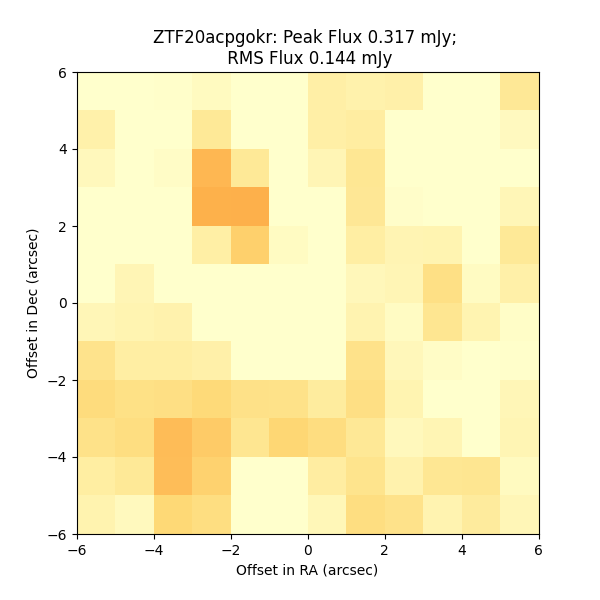 ZTF20acpgokr: Peak Flux 0.317 mJy;
RMS Flux 0.144 mJy
6
4
2
0
−2
−4
−6
Offset in Dec (arcsec)
−6 −4 −2 0 2 4 6
Offset in RA (arcsec)